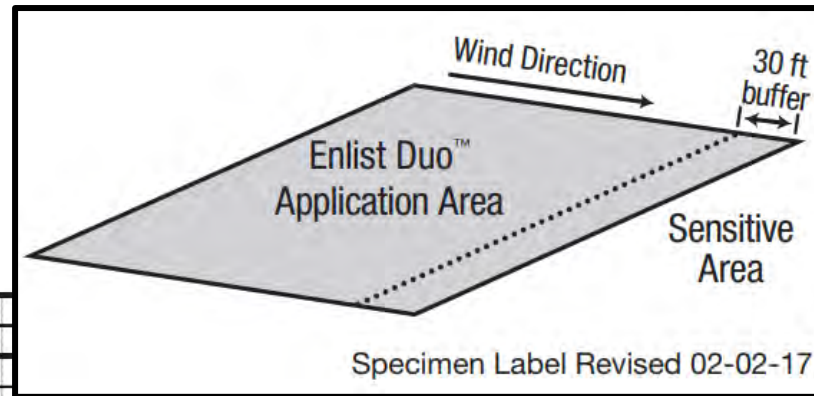 Wind Direction
30 ft
buffer
Enlist Duo™
Application Area
Sensitive
Area
Specimen Label Revised 02-02-17